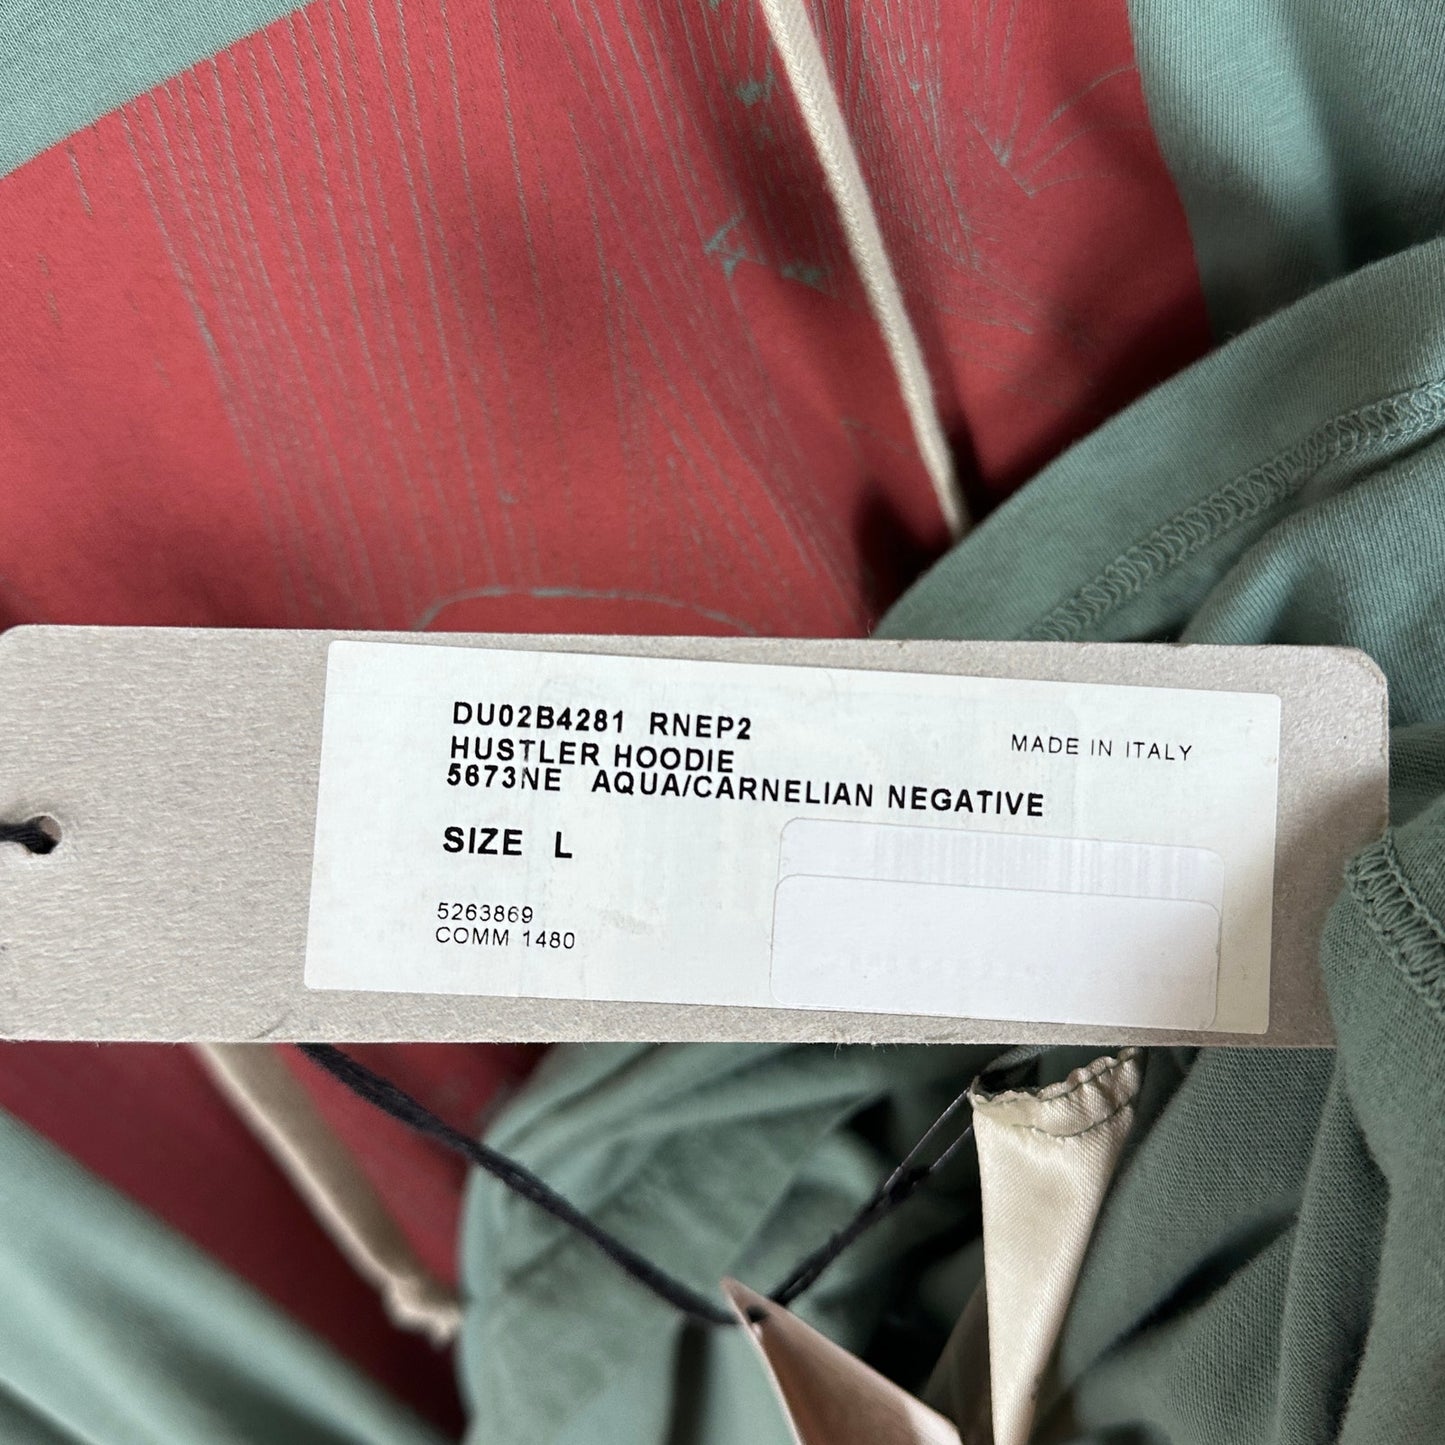 DU02B4281 RNEP2
HUSTLER HOODIE
5673NE AQUA/CARNELIAN NEGATIVE
MADE IN ITALY
SIZE L
5263869
COMM 1480